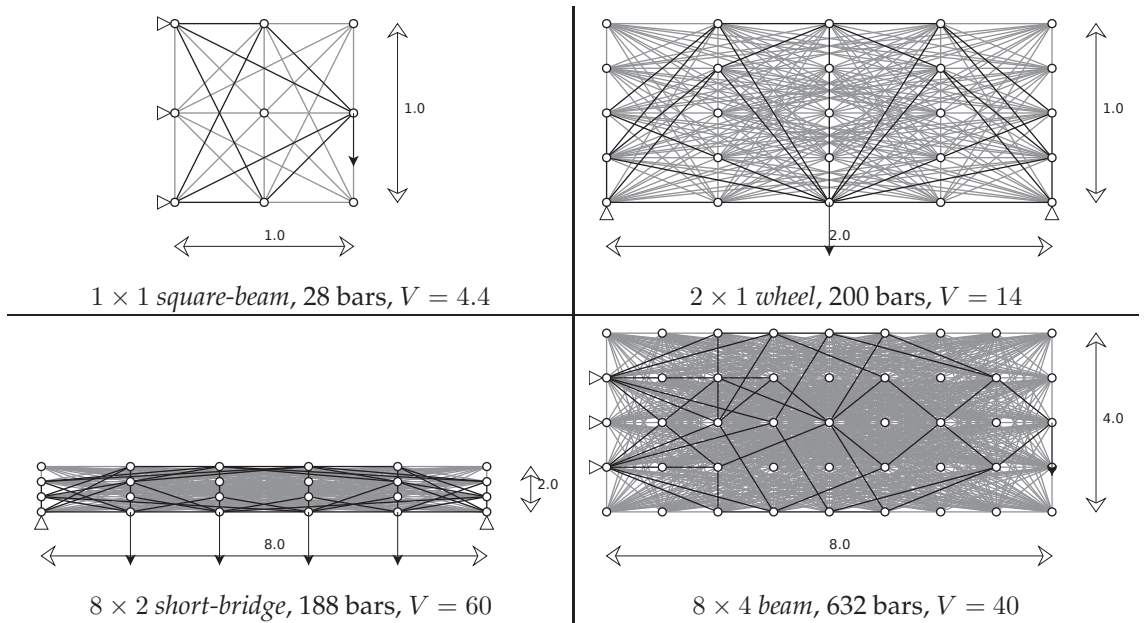 1.0
1.0
1 × 1 square-beam, 28 bars, V = 4.4
1.0
2.0
2 × 1 wheel, 200 bars, V = 14
2.0
8.0
8 × 2 short-bridge, 188 bars, V = 60
4.0
8.0
8 × 4 beam, 632 bars, V = 40